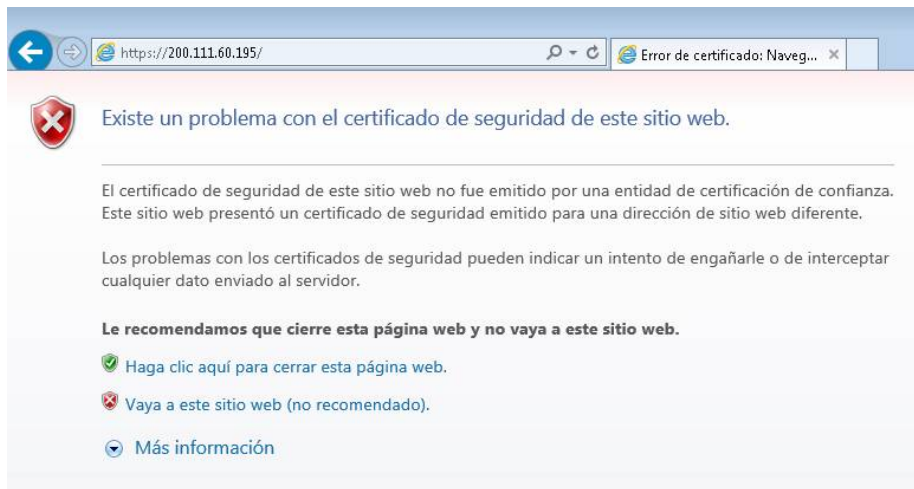 https://200.111.60.195/
Error de certificado: Naveg...
Existe un problema con el certificado de seguridad de este sitio web.
El certificado de seguridad de este sitio web no fue emitido por una entidad de certificación de confianza.
Este sitio web presentó un certificado de seguridad emitido para una dirección de sitio web diferente.
Los problemas con los certificados de seguridad pueden indicar un intento de engañarle o de interceptar
cualquier dato enviado al servidor.
Le recomendamos que cierre esta página web y no vaya a este sitio web.
Haga clic aquí para cerrar esta página web.
Vaya a este sitio web (no recomendado).
Más información